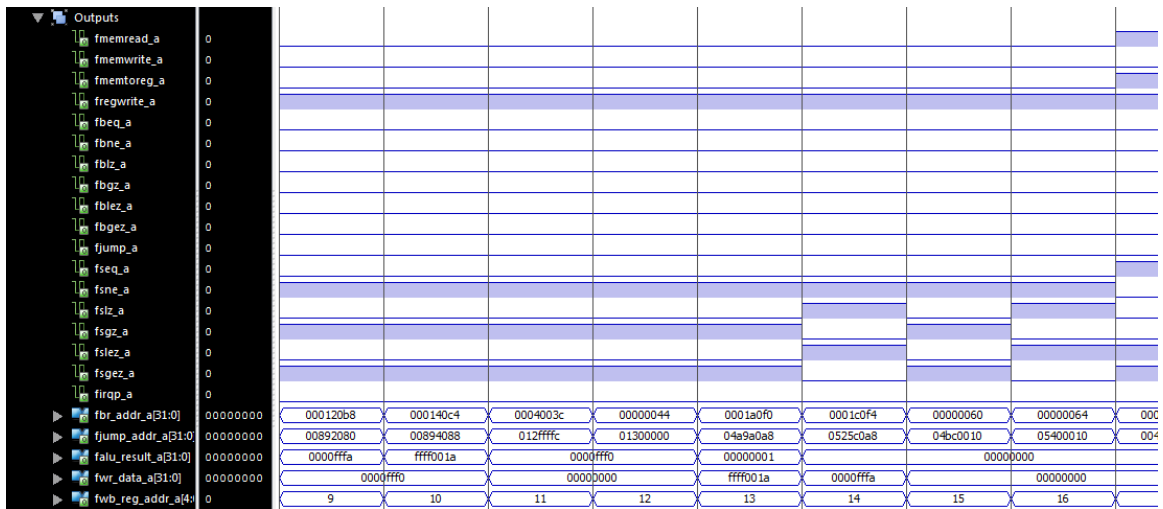 Outputs
fmemread_a 0
fmemwrite_a 0
fmemtoreg_a 0
fregwrite_a 0
fbeq_a 0
fbne_a 0
fblz_a 0
fbgz_a 0
fblez_a 0
fbgez_a 0
fjump_a 0
fseq_a 0
fsne_a 0
fslz_a 0
fsgz_a 0
fslez_a 0
fsgez_a 0
firqp_a 0
fbr_addr_a[31:0] 00000000 000120b8 000140c4 0004003c 00000044 0001a0f0 0001c0f4 00000060 00000064 000
fjump_addr_a[31:0 00000000 00892080 00894088 012ffffc 01300000 04a9a0a8 0525c0a8 04bc0010 05400010 004
falu_result_a[31:0] 00000000 0000fffa ffff001a 0000fff0 00000001 00000000
fwr_data_a[31:0] 00000000 0000fff0 00000000 ffff001a 0000fffa 00000000
fwb_reg_addr_a[4: 0 9 10 11 12 13 14 15 16